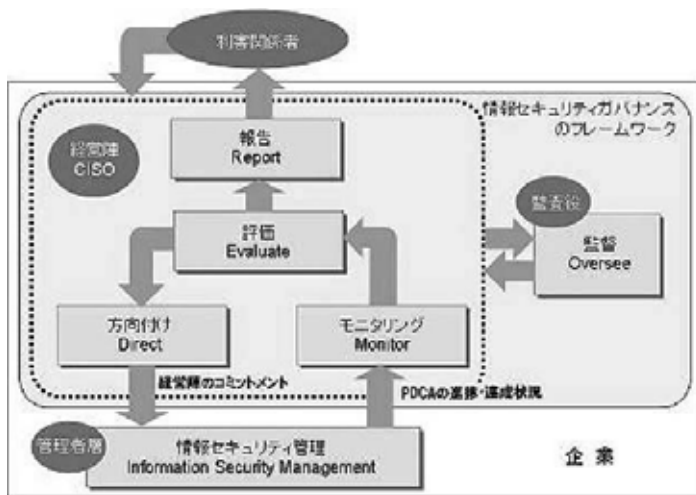 利害関係者
情報セキュリティガバナンス
のフレームワーク
経営陣
CISO
報告
Report
監査役
評価
Evaluate
監督
Oversee
方向付け
Direct
モニタリング
Monitor
経営陣のコミットメント
PDCAの進捗・達成状況
管理者層
情報セキュリティ管理
Information Security Management
企業